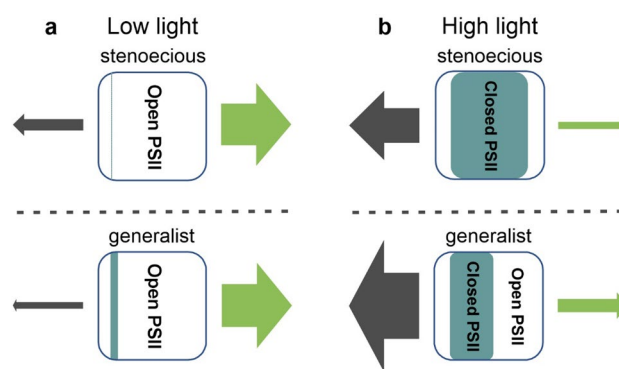 a Low light
stenoecious
Open PSII
generalist
Open PSII
b High light
stenoecious
Closed PSII
generalist
Closed PSII
Open PSII